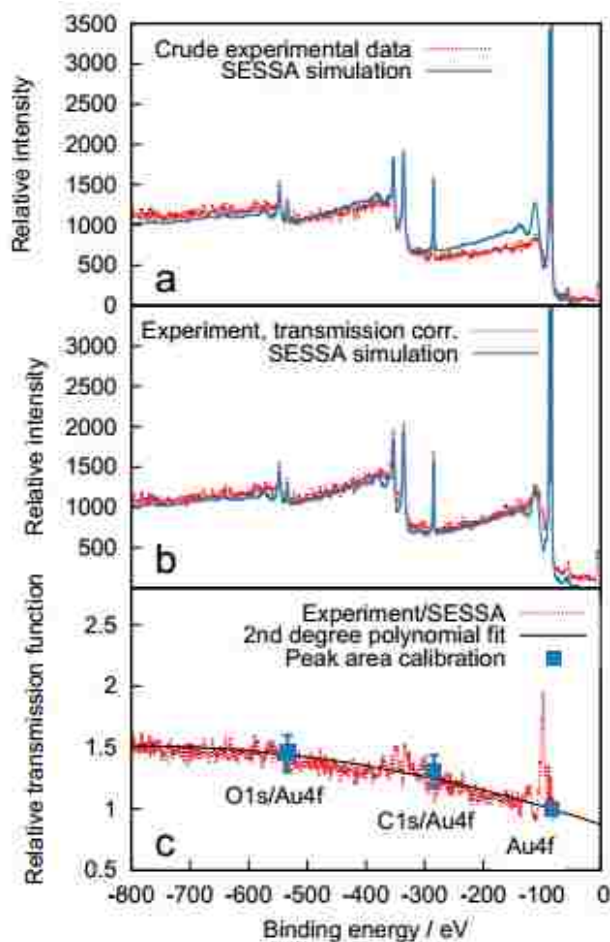 3500
3000
2500
2000
1500
1000
500
0
Relative intensity
Crude experimental data
SESSA simulation
a
3000
2500
2000
1500
1000
500
Relative intensity
Experiment, transmission corr.
SESSA simulation
b
2.5
2
1.5
1
0.5
Relative transmission function
Experiment/SESSA
2nd degree polynomial fit
Peak area calibration
O1s/Au4f
C1s/Au4f
Au4f
c
-800 -700 -600 -500 -400 -300 -200 -100 0
Binding energy / eV